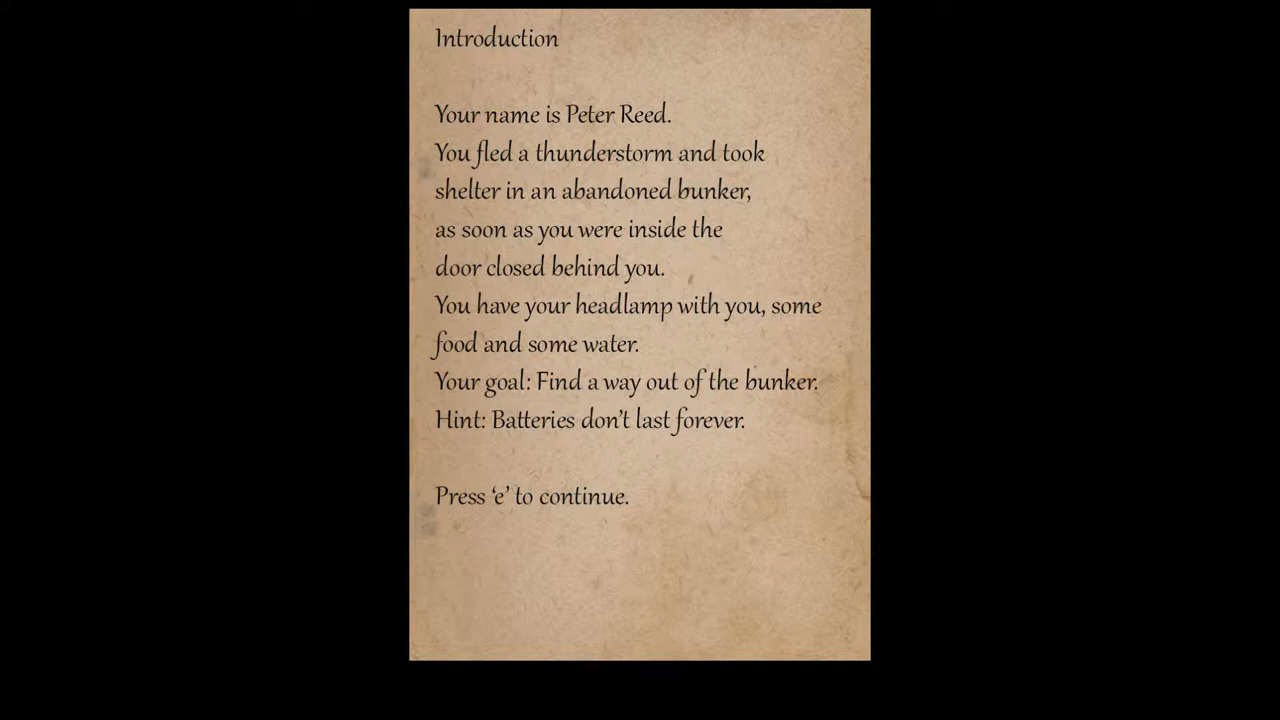 Introduction
Your name is Peter Reed.
You fled a thunderstorm and took
shelter in an abandoned bunker,
as soon as you were inside the
door closed behind you.
You have your headlamp with you, some
food and some water.
Your goal: Find a way out of the bunker.
Hint: Batteries don’t last forever.
Press ‘e’ to continue.